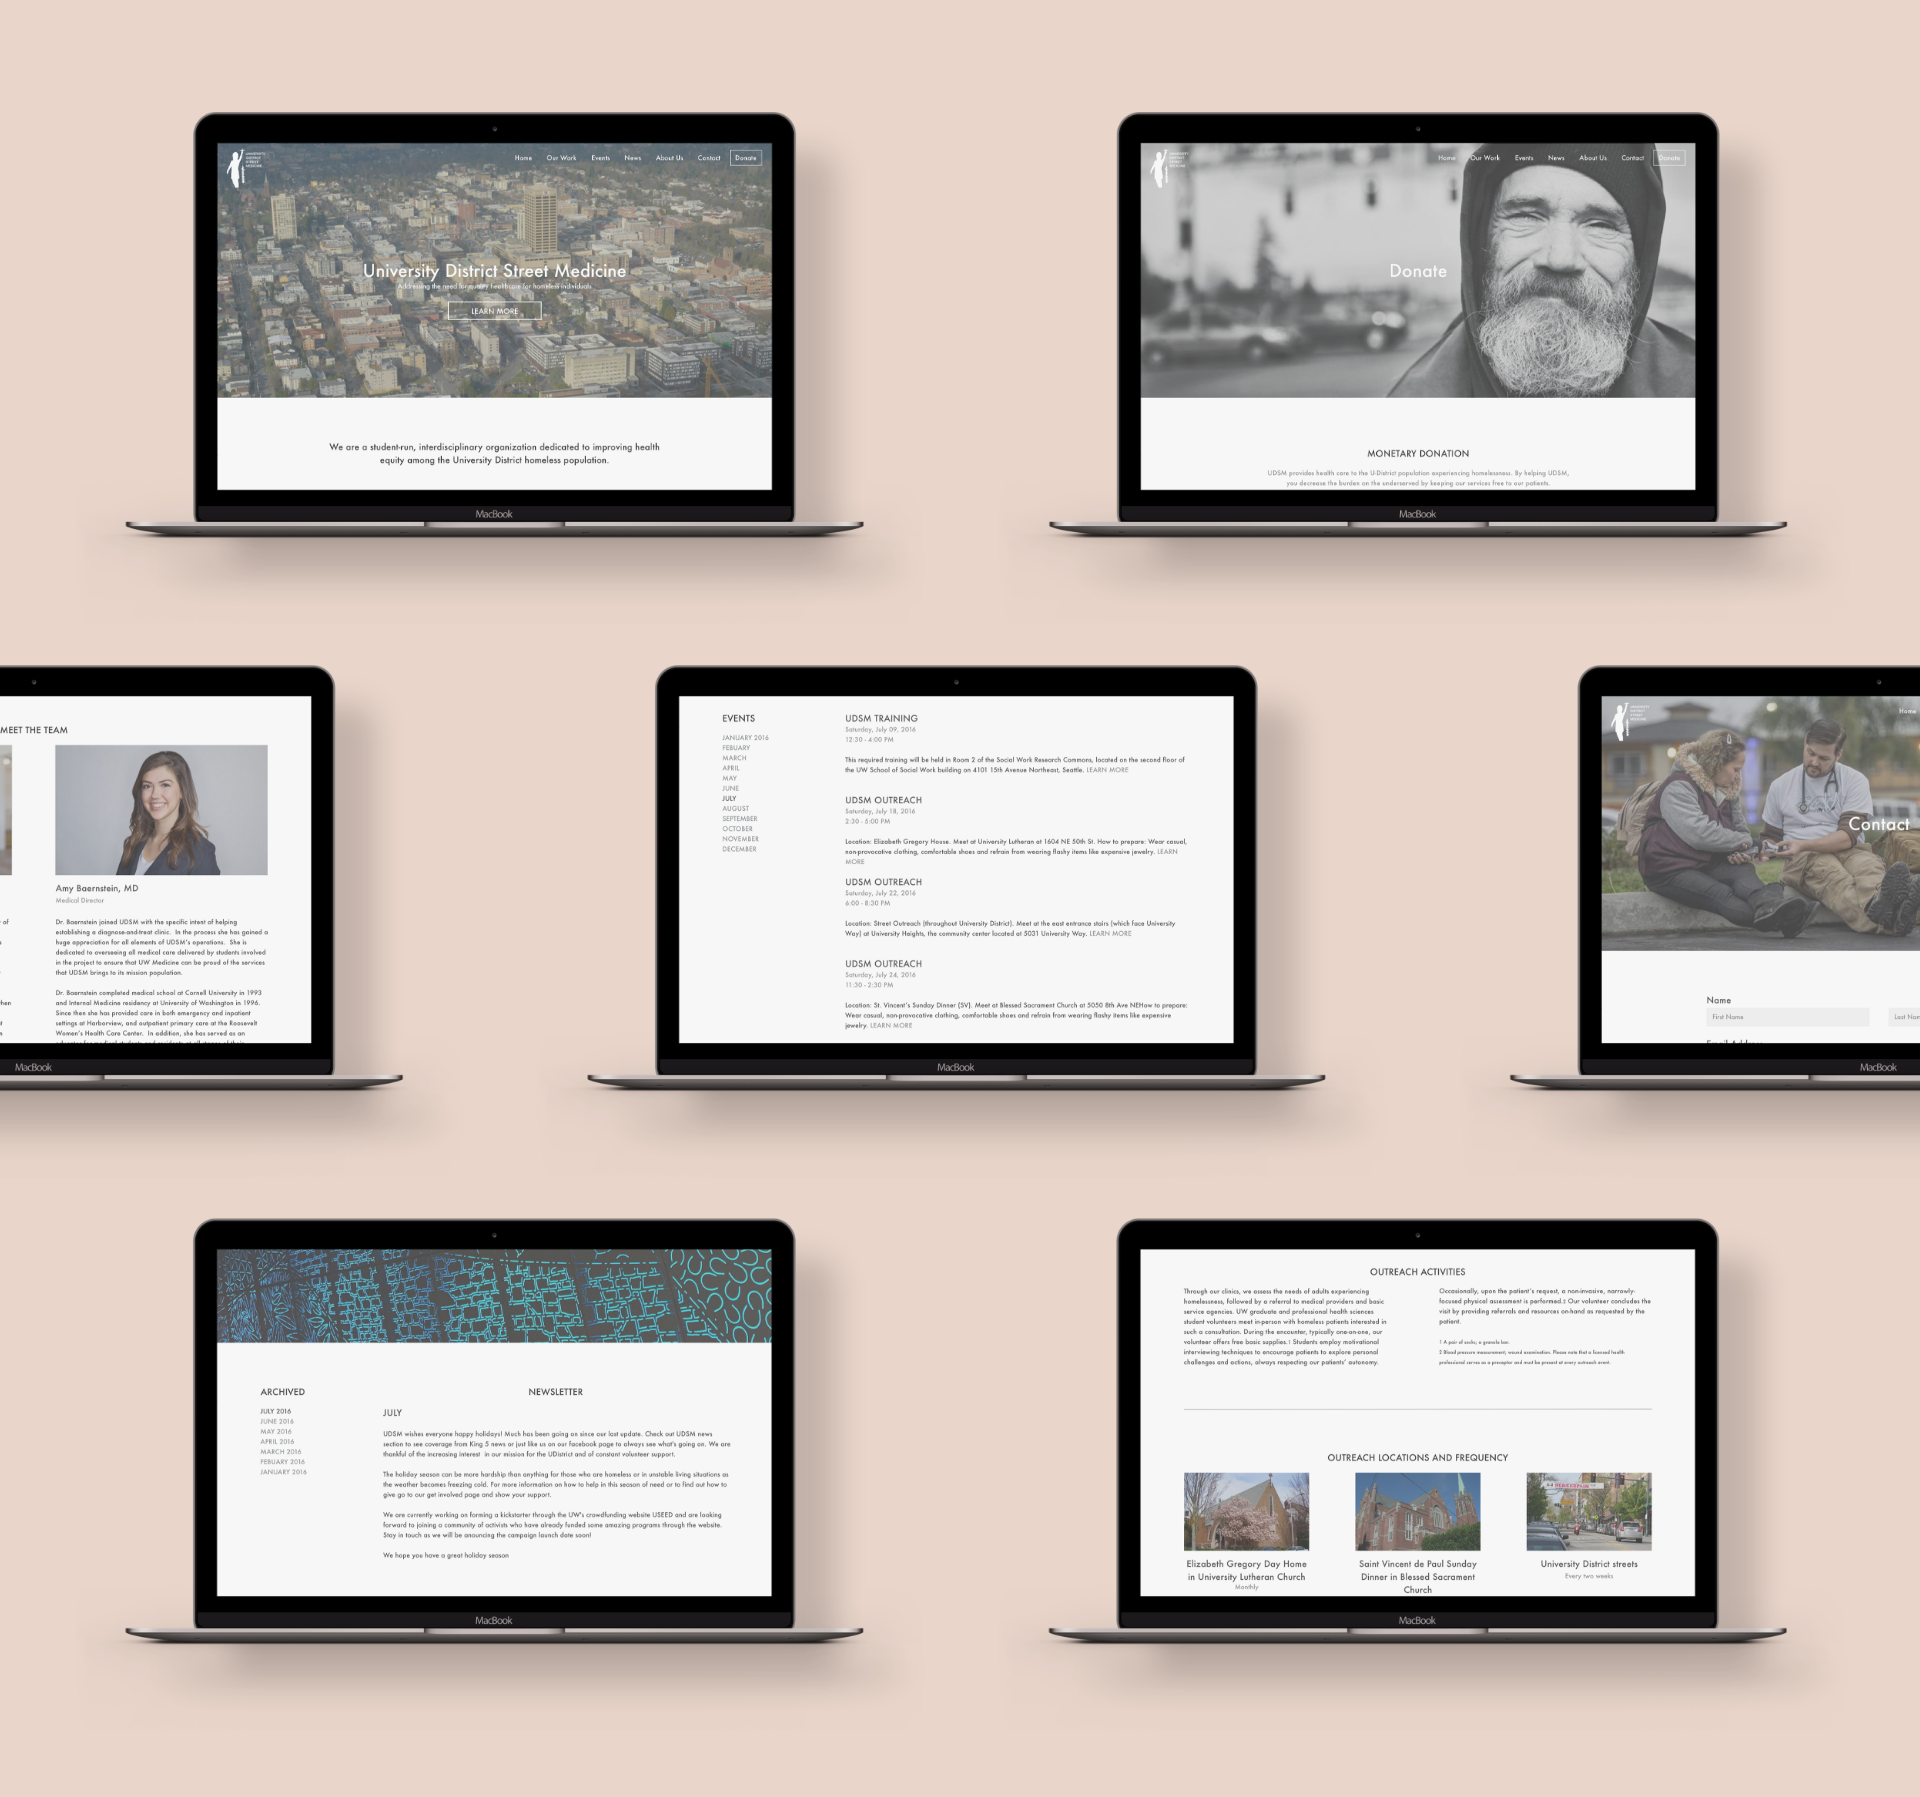 UNIVERSITY
DISTRICT
STREET
MEDICINE
Home Our Work Events News About Us Contact Donate
University District Street Medicine
Addressing the need for quality healthcare for homeless individuals
LEARN MORE
We are a student-run, interdisciplinary organization dedicated to improving health
equity among the University District homeless population.
MacBook
UNIVERSITY
DISTRICT
STREET
MEDICINE
Home Our Work Events News About Us Contact Donate
Donate
MONETARY DONATION
UDSM provides health care to the U-District population experiencing homelessness. By helping UDSM,
you decrease the burden on the underserved by keeping our services free to our patients.
MacBook
MEET THE TEAM
Amy Baernstein, MD
Medical Director
Dr. Baernstein joined UDSM with the specific intent of helping
establishing a diagnose-and-treat clinic. In the process she has gained a
huge appreciation for all elements of UDSM's operations. She is
dedicated to overseeing all medical care delivered by students involved
in the project to ensure that UW Medicine can be proud of the services
that UDSM brings to its mission population.
Dr. Baernstein completed medical school at Cornell University in 1993
and Internal Medicine residency at University of Washington in 1996.
Since then she has provided care in both emergency and inpatient
settings at Harborview, and outpatient primary care at the Roosevelt
Women's Health Care Center. In addition, she has served as an
MacBook
EVENTS
JANUARY 2016
FEBUARY
MARCH
APRIL
MAY
JUNE
JULY
AUGUST
SEPTEMBER
OCTOBER
NOVEMBER
DECEMBER
UDSM TRAINING
Saturday, July 09, 2016
12:30 - 4:00 PM
This required training will be held in Room 2 of the Social Work Research Commons, located on the second floor of
the UW School of Social Work building on 4101 15th Avenue Northeast, Seattle. LEARN MORE
UDSM OUTREACH
Saturday, July 18, 2016
2:30 - 5:00 PM
Location: Elizabeth Gregory House. Meet at University Lutheran at 1604 NE 50th St. How to prepare: Wear casual,
non-provocative clothing, comfortable shoes and refrain from wearing flashy items like expensive jewelry. LEARN
MORE
UDSM OUTREACH
Saturday, July 22, 2016
6:00 - 8:30 PM
Location: Street Outreach (throughout University District). Meet at the east entrance stairs (which face University
Way) at University Heights, the community center located at 5031 University Way. LEARN MORE
UDSM OUTREACH
Saturday, July 24, 2016
11:30 - 2:30 PM
Location: St. Vincent's Sunday Dinner (SV). Meet at Blessed Sacrament Church at 5050 8th Ave NEHow to prepare:
Wear casual, non-provocative clothing, comfortable shoes and refrain from wearing flashy items like expensive
jewelry. LEARN MORE
MacBook
UNIVERSITY
DISTRICT
STREET
MEDICINE
Home
Contact
Name
First Name
Last Nam
MacBook
ARCHIVED
JULY 2016
JUNE 2016
MAY 2016
APRIL 2016
MARCH 2016
FEBUARY 2016
JANUARY 2016
NEWSLETTER
JULY
UDSM wishes everyone happy holidays! Much has been going on since our last update. Check out UDSM news
section to see coverage from King 5 news or just like us on our facebook page to always see what's going on. We are
thankful of the increasing interest in our mission for the UDistrict and of constant volunteer support.
The holiday season can be more hardship than anything for those who are homeless or in unstable living situations as
the weather becomes freezing cold. For more information on how to help in this season of need or to find out how to
give go to our get involved page and show your support.
We are currently working on forming a kickstarter through the UW's crowdfunding website USEED and are looking
forward to joining a community of activists who have already funded some amazing programs through the website.
Stay in touch as we will be anouncing the campaign launch date soon!
We hope you have a great holiday season
MacBook
OUTREACH ACTIVITIES
Through our clinics, we assess the needs of adults experiencing
homelessness, followed by a referral to medical providers and basic
service agencies. UW graduate and professional health sciences
student volunteers meet in-person with homeless patients interested in
such a consultation. During the encounter, typically one-on-one, our
volunteer offers free basic supplies.1 Students employ motivational
interviewing techniques to encourage patients to explore personal
challenges and actions, always respecting our patients' autonomy.
Occasionally, upon the patient's request, a non-invasive, narrowly-
focused physical assessment is performed.2 Our volunteer concludes the
visit by providing referrals and resources on-hand as requested by the
patient.
1 A pair of socks; a granola bar.
2 Blood pressure measurement; wound examination. Please note that a licensed health
professional serves as a preceptor and must be present at every outreach event.
OUTREACH LOCATIONS AND FREQUENCY
Elizabeth Gregory Day Home
in University Lutheran Church
Monthly
Saint Vincent de Paul Sunday
Dinner in Blessed Sacrament
Church
University District streets
Every two weeks
MacBook